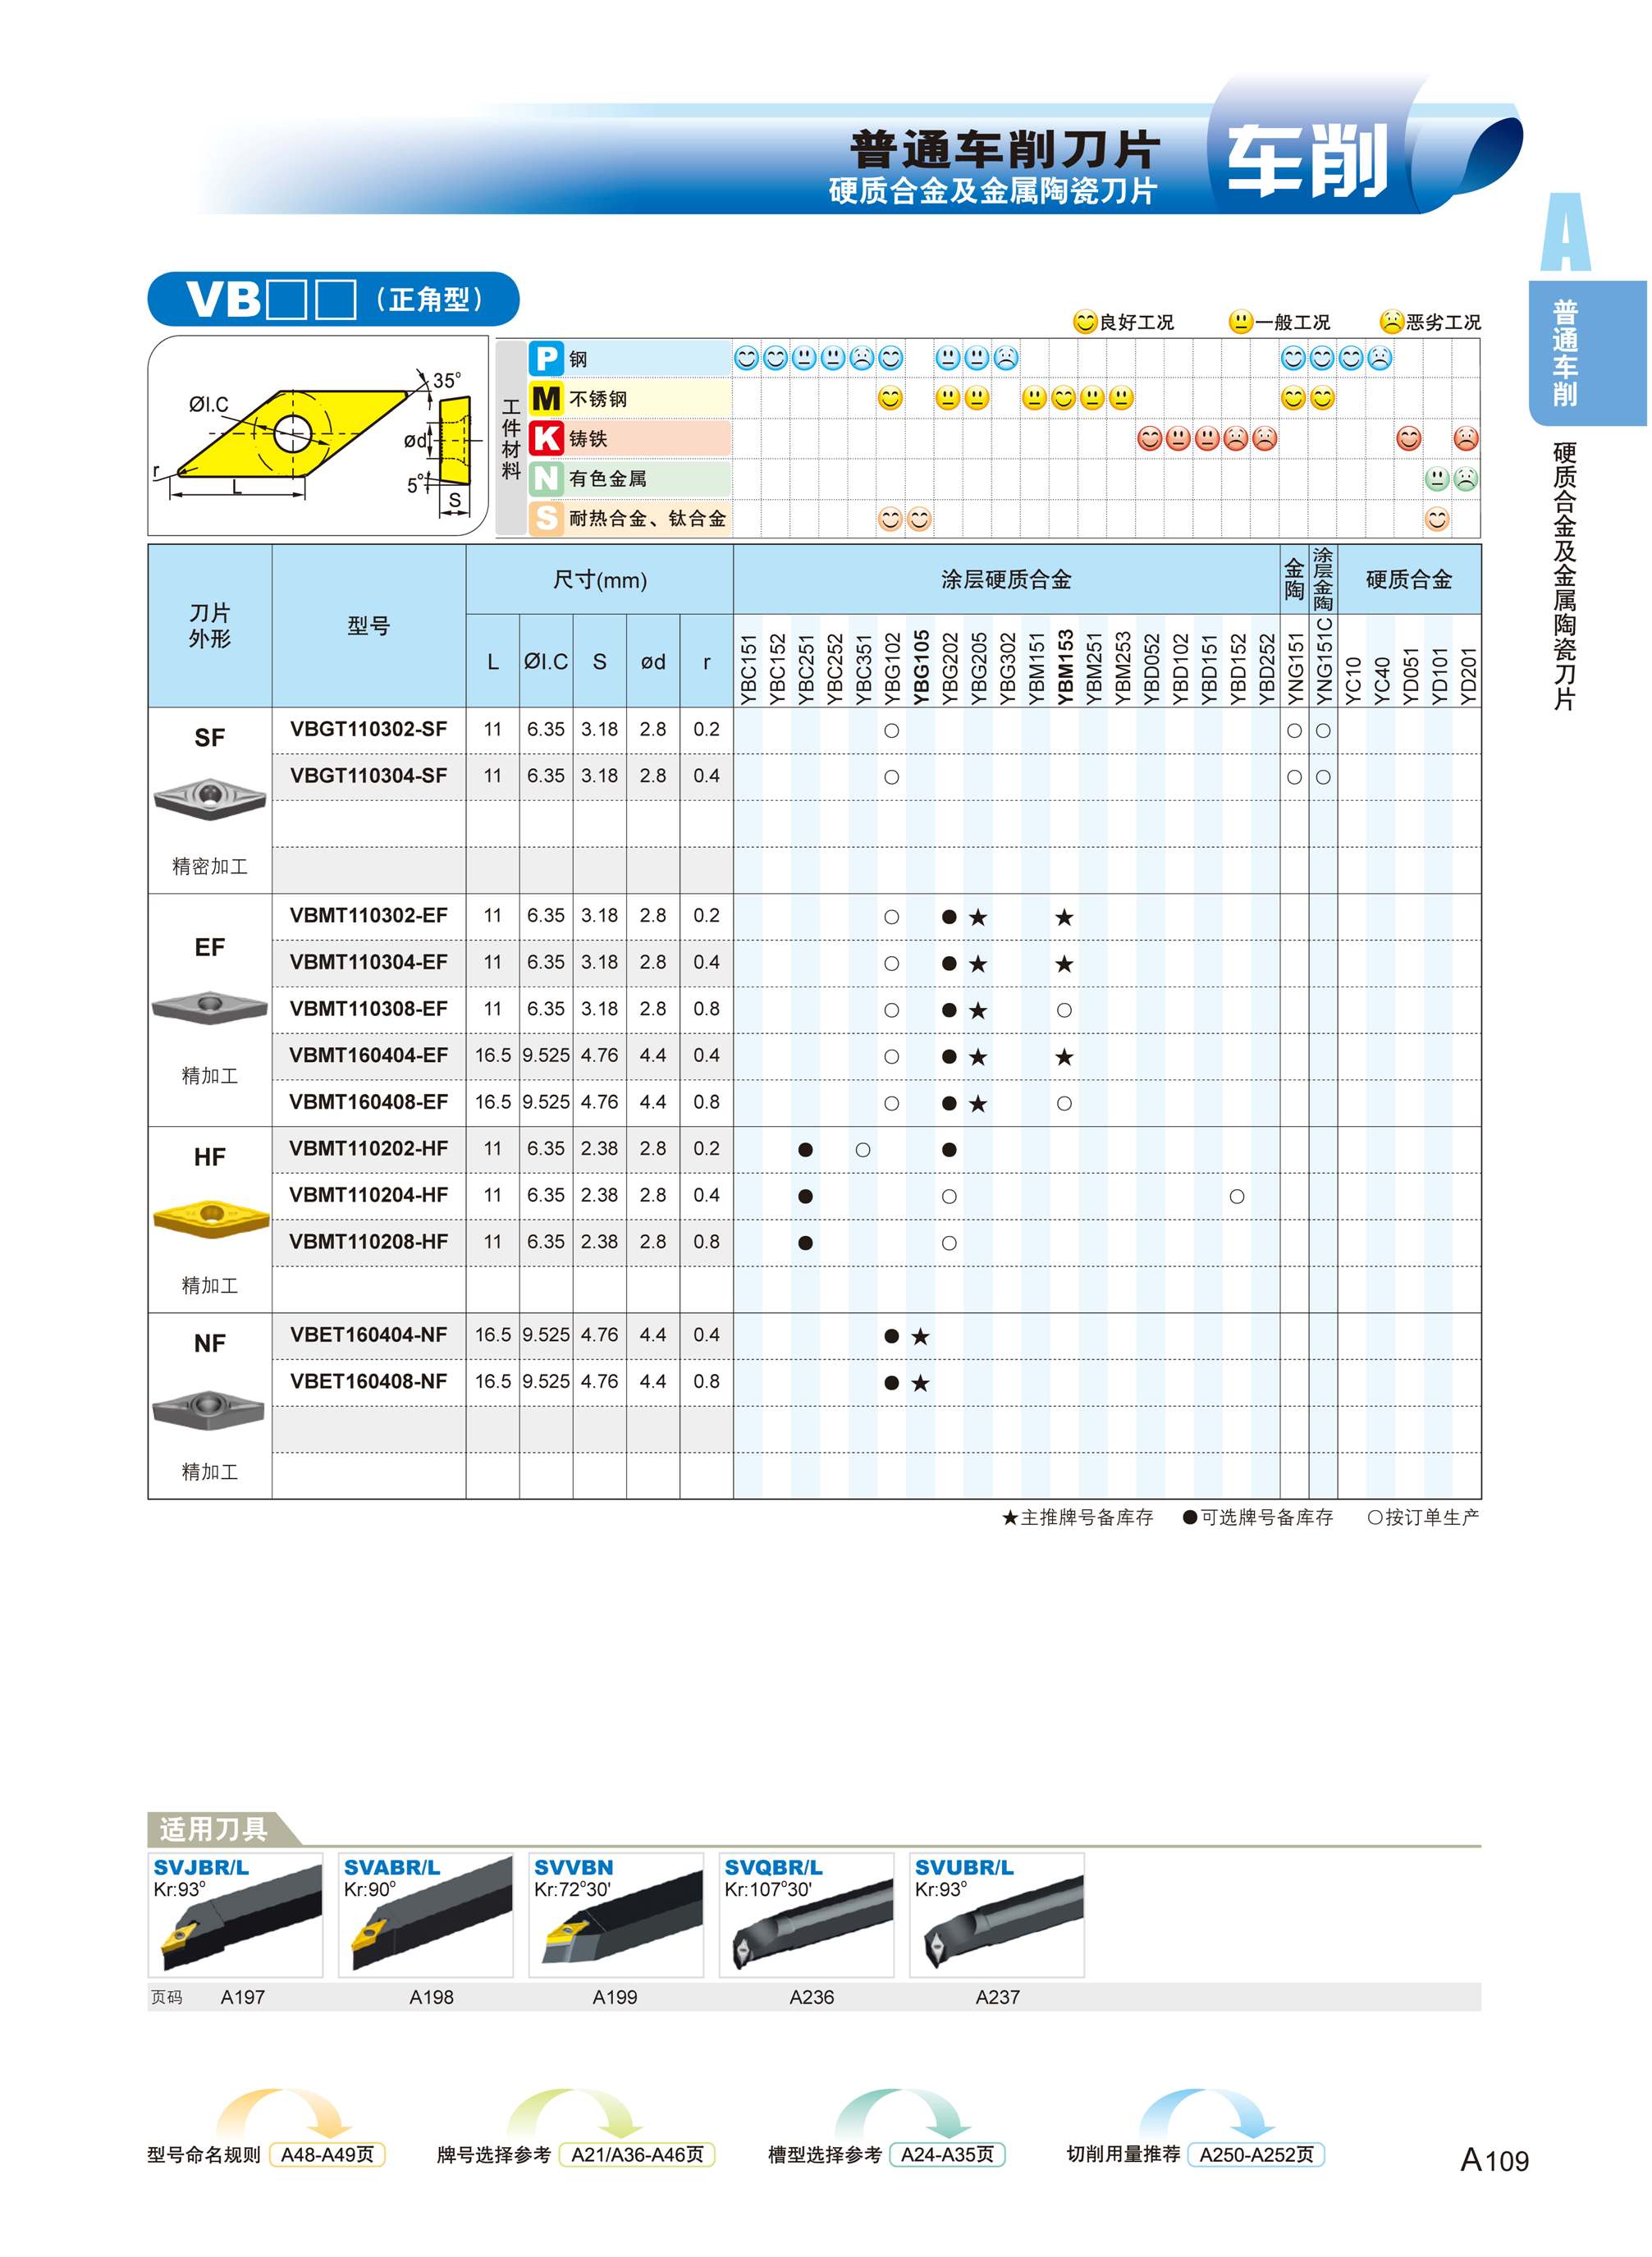 普通车削刀片
硬质合金及金属陶瓷刀片
车削
A
普通车削
硬质合金及金属陶瓷刀片
VB□□（正角型）
良好工况 一般工况 恶劣工况
35°
ØI.C
ød
r
L
5°
S
工件材料
P 钢
M 不锈钢
K 铸铁
N 有色金属
S 耐热合金、钛合金
刀片外形 型号 尺寸(mm) 涂层硬质合金 金陶 涂层金陶 硬质合金
L ØI.C S ød r YBC151 YBC152 YBC251 YBC252 YBC351 YBG102 YBG105 YBG202 YBG205 YBG302 YBM151 YBM153 YBM251 YBM253 YBD052 YBD102 YBD151 YBD152 YBD252 YNG151 YNG151C YC10 YC40 YD051 YD101 YD201
SF
精密加工
VBGT110302-SF 11 6.35 3.18 2.8 0.2 ○ ○ ○
VBGT110304-SF 11 6.35 3.18 2.8 0.4 ○ ○ ○
EF
精加工
VBMT110302-EF 11 6.35 3.18 2.8 0.2 ○ ● ★ ★
VBMT110304-EF 11 6.35 3.18 2.8 0.4 ○ ● ★ ★
VBMT110308-EF 11 6.35 3.18 2.8 0.8 ○ ● ★ ○
VBMT160404-EF 16.5 9.525 4.76 4.4 0.4 ○ ● ★ ★
VBMT160408-EF 16.5 9.525 4.76 4.4 0.8 ○ ● ★ ○
HF
精加工
VBMT110202-HF 11 6.35 2.38 2.8 0.2 ● ○ ●
VBMT110204-HF 11 6.35 2.38 2.8 0.4 ● ○ ○
VBMT110208-HF 11 6.35 2.38 2.8 0.8 ● ○
NF
精加工
VBET160404-NF 16.5 9.525 4.76 4.4 0.4 ● ★
VBET160408-NF 16.5 9.525 4.76 4.4 0.8 ● ★
★主推牌号备库存 ●可选牌号备库存 ○按订单生产
适用刀具
SVJBR/L SVABR/L SVVBN SVQBR/L SVUBR/L
Kr:93° Kr:90° Kr:72°30' Kr:107°30' Kr:93°
页码 A197 A198 A199 A236 A237
型号命名规则 A48-A49页 牌号选择参考 A21/A36-A46页 槽型选择参考 A24-A35页 切削用量推荐 A250-A252页
A109